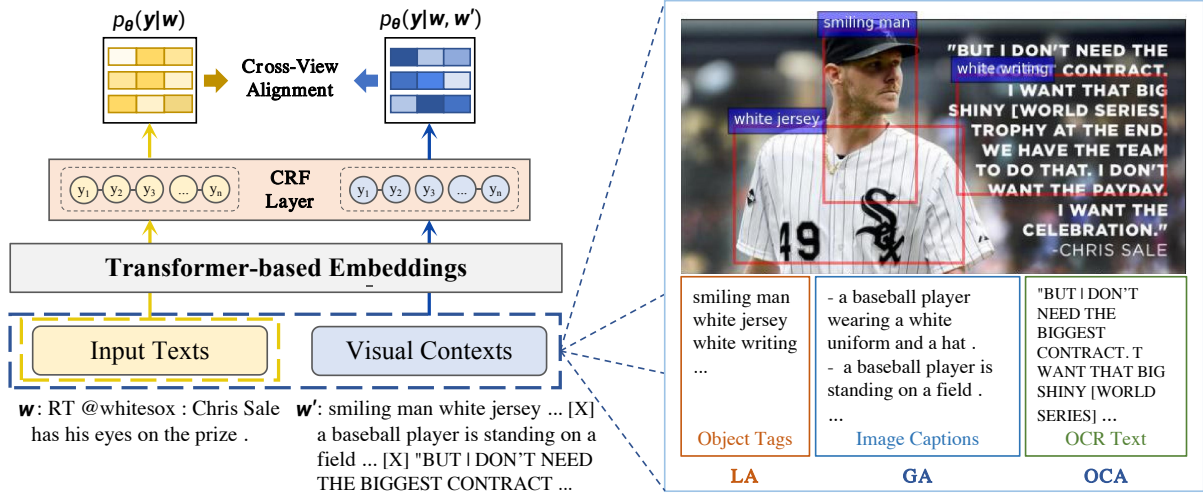 pθ(y|w)
pθ(y|w, w')
Cross-View
Alignment
y1 y2 y3 ... yn
CRF
Layer
y1 y2 y3 ... yn
Transformer-based Embeddings
Input Texts
Visual Contexts
w: RT @whitesox : Chris Sale
has his eyes on the prize .
w': smiling man white jersey ... [X]
a baseball player is standing on a
field ... [X] "BUT | DON'T NEED
THE BIGGEST CONTRACT ...
smiling man
white jersey
white writing
"BUT I DON'T NEED THE
CONTRACT.
I WANT THAT BIG
SHINY [WORLD SERIES]
TROPHY AT THE END.
WE HAVE THE TEAM
TO DO THAT. I DON'T
WANT THE PAYDAY.
I WANT THE
CELEBRATION."
-CHRIS SALE
Sox
49
smiling man
white jersey
white writing
...
Object Tags
LA
- a baseball player
wearing a white
uniform and a hat .
- a baseball player is
standing on a field .
...
Image Captions
GA
"BUT | DON'T
NEED THE
BIGGEST
CONTRACT. T
WANT THAT BIG
SHINY [WORLD
SERIES] ...
OCR Text
OCA